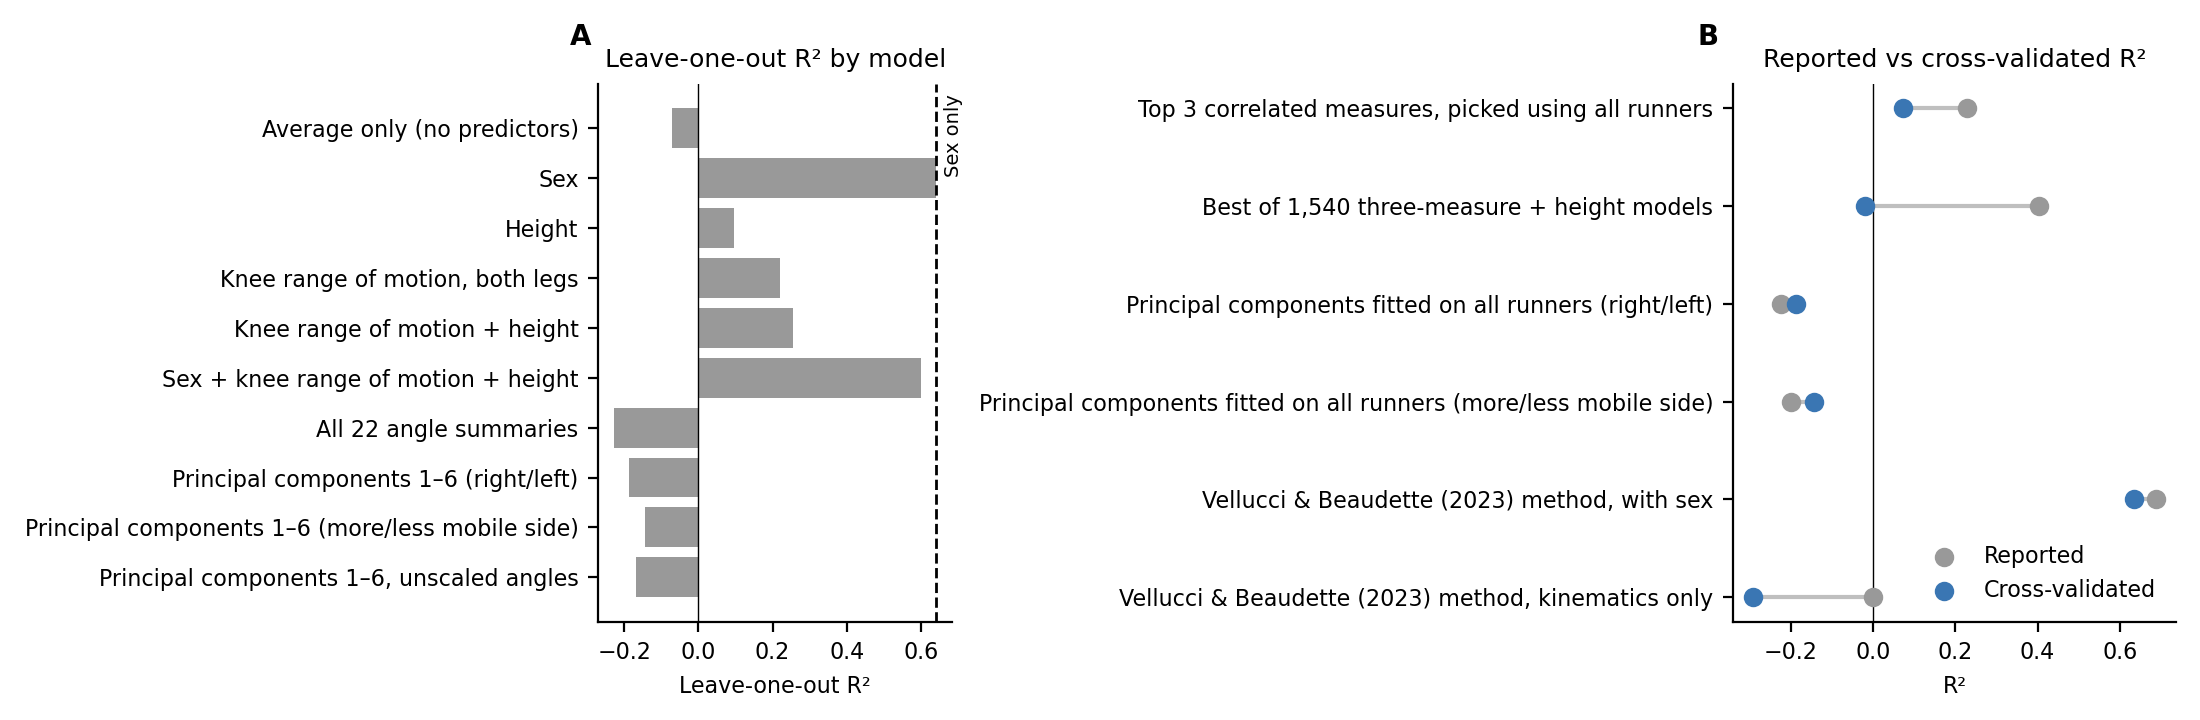 A
Leave-one-out R² by model
Average only (no predictors)
Sex
Height
Knee range of motion, both legs
Knee range of motion + height
Sex + knee range of motion + height
All 22 angle summaries
Principal components 1–6 (right/left)
Principal components 1–6 (more/less mobile side)
Principal components 1–6, unscaled angles
Sex only
−0.2 0.0 0.2 0.4 0.6
Leave-one-out R²
B
Reported vs cross-validated R²
Top 3 correlated measures, picked using all runners
Best of 1,540 three-measure + height models
Principal components fitted on all runners (right/left)
Principal components fitted on all runners (more/less mobile side)
Vellucci & Beaudette (2023) method, with sex
Vellucci & Beaudette (2023) method, kinematics only
Reported
Cross-validated
−0.2 0.0 0.2 0.4 0.6
R²